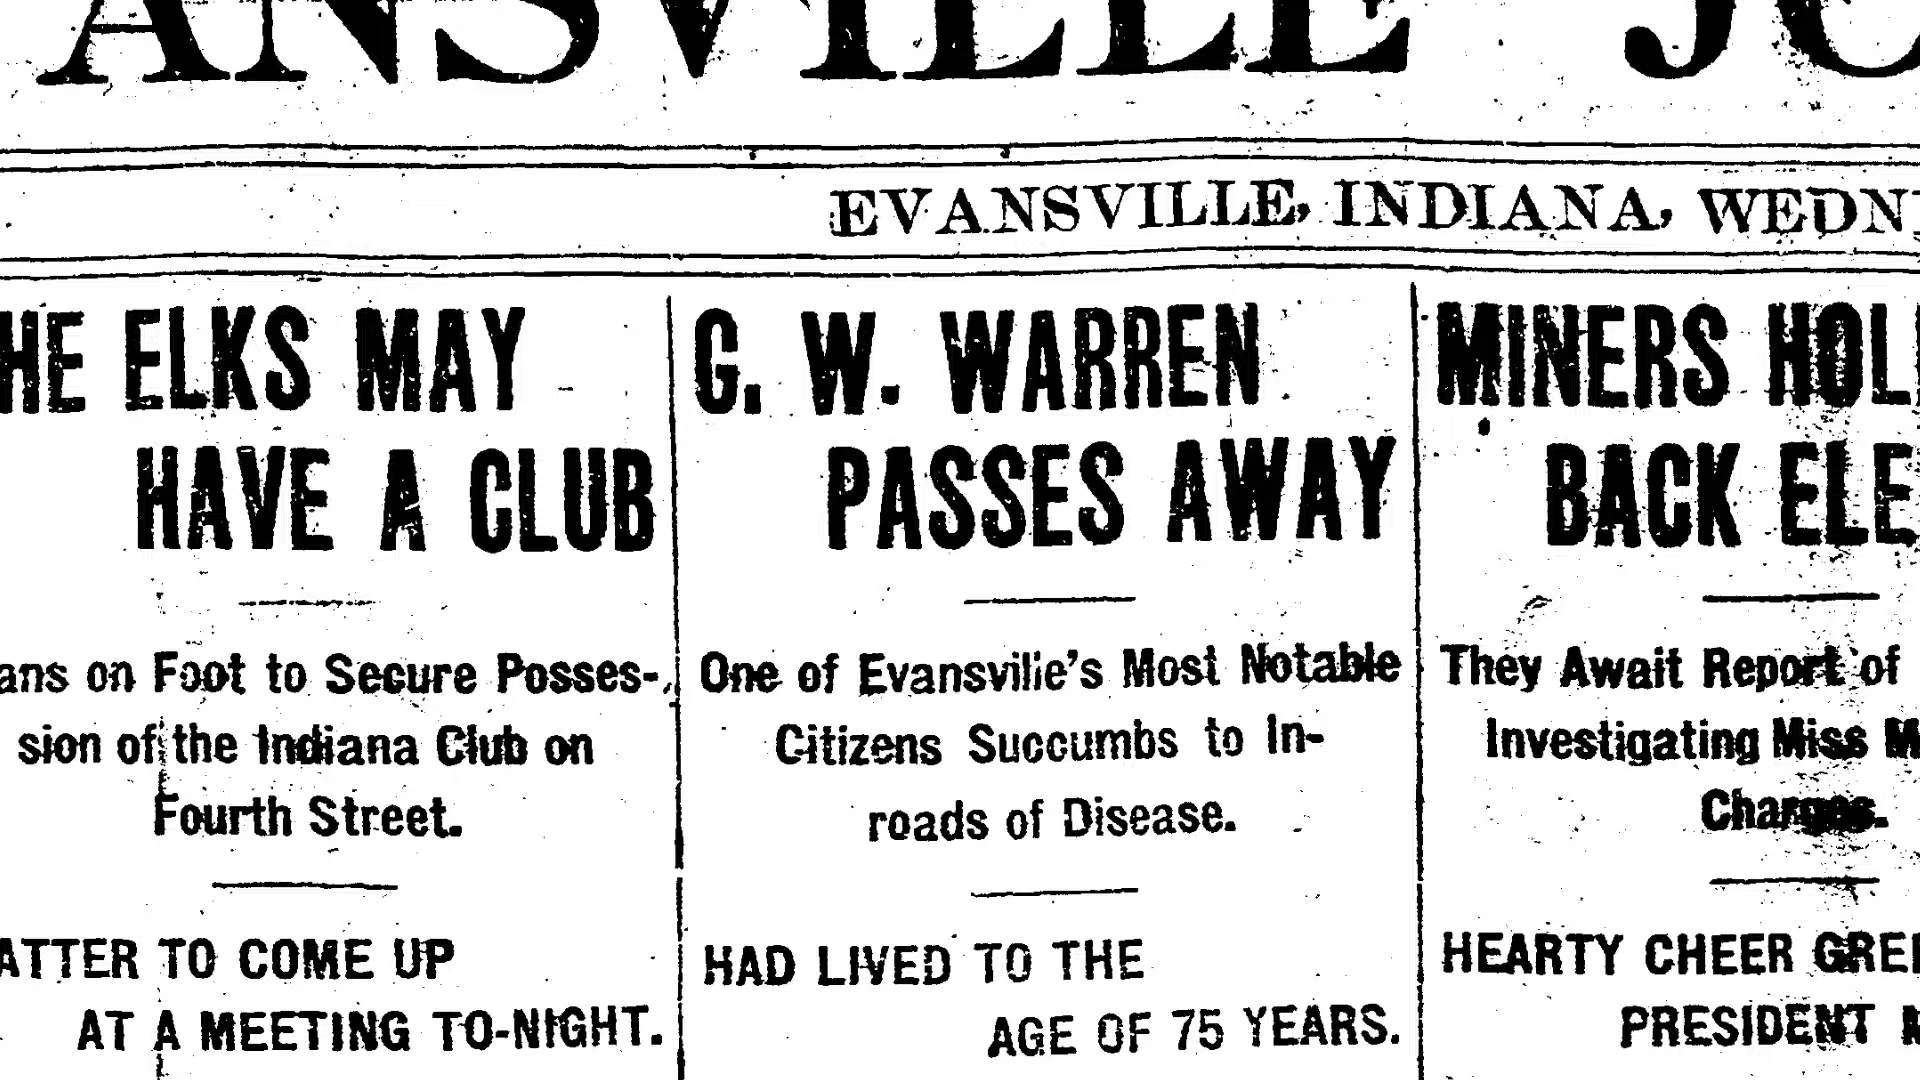 ANSVILLE JO
EVANSVILLE, INDIANA, WEDN
HE ELKS MAY
HAVE A CLUB
ans on Foot to Secure Posses-
sion of the Indiana Club on
Fourth Street.
ATTER TO COME UP
AT A MEETING TO-NIGHT.
G. W. WARREN
PASSES AWAY
One of Evansville's Most Notable
Citizens Succumbs to In-
roads of Disease.
HAD LIVED TO THE
AGE OF 75 YEARS.
MINERS HOL
BACK ELE
They Await Report of
Investigating Miss M
Charges.
HEARTY CHEER GREE
PRESIDENT